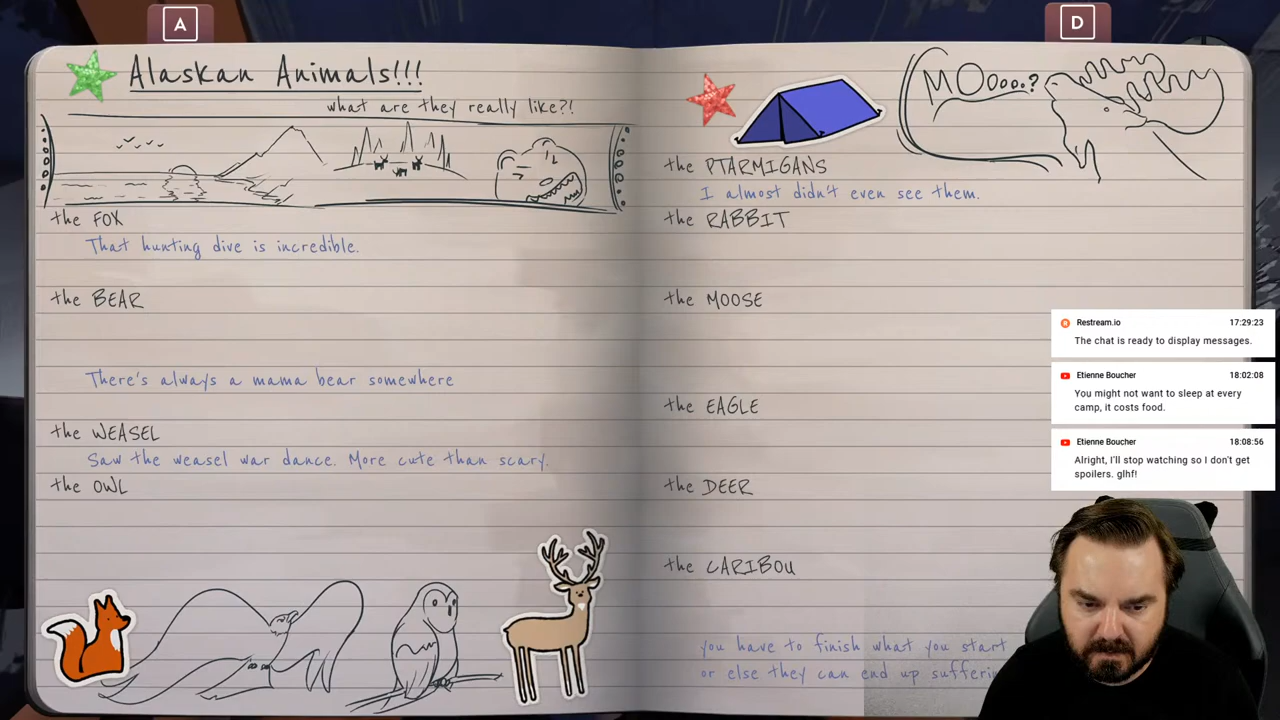 A
D
Alaskan Animals!!!
what are they really like?!
the FOX
That hunting dive is incredible.
the BEAR
There's always a mama bear somewhere
the WEASEL
Saw the weasel war dance. More cute than scary.
the OWL
MOoooo.?
the PTARMIGANS
I almost didn't even see them.
the RABBIT
the MOOSE
the EAGLE
the DEER
the CARIBOU
you have to finish what you start
or else they can end up
Restream.io 17:29:23
The chat is ready to display messages.
Etienne Boucher 18:02:08
You might not want to sleep at every
camp, it costs food.
Etienne Boucher 18:08:56
Alright, I'll stop watching so I don't get
spoilers. glhf!